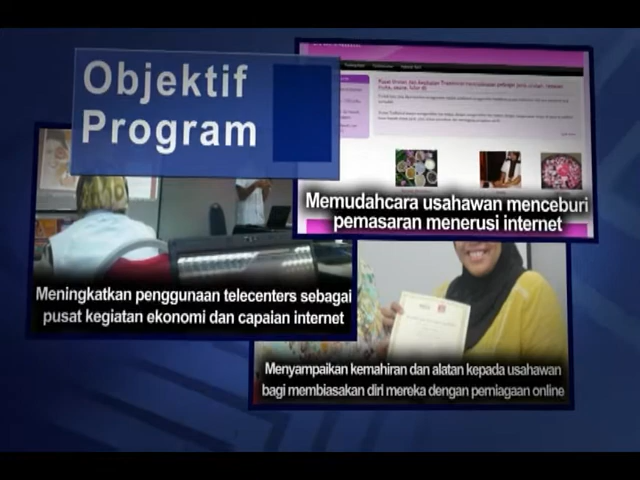 Objektif
Program
Memudahcara usahawan menceburi
pemasaran menerusi internet
Meningkatkan penggunaan telecenters sebagai
pusat kegiatan ekonomi dan capaian internet
Menyampaikan kemahiran dan alatan kepada usahawan
bagi membiasakan diri mereka dengan perniagaan online